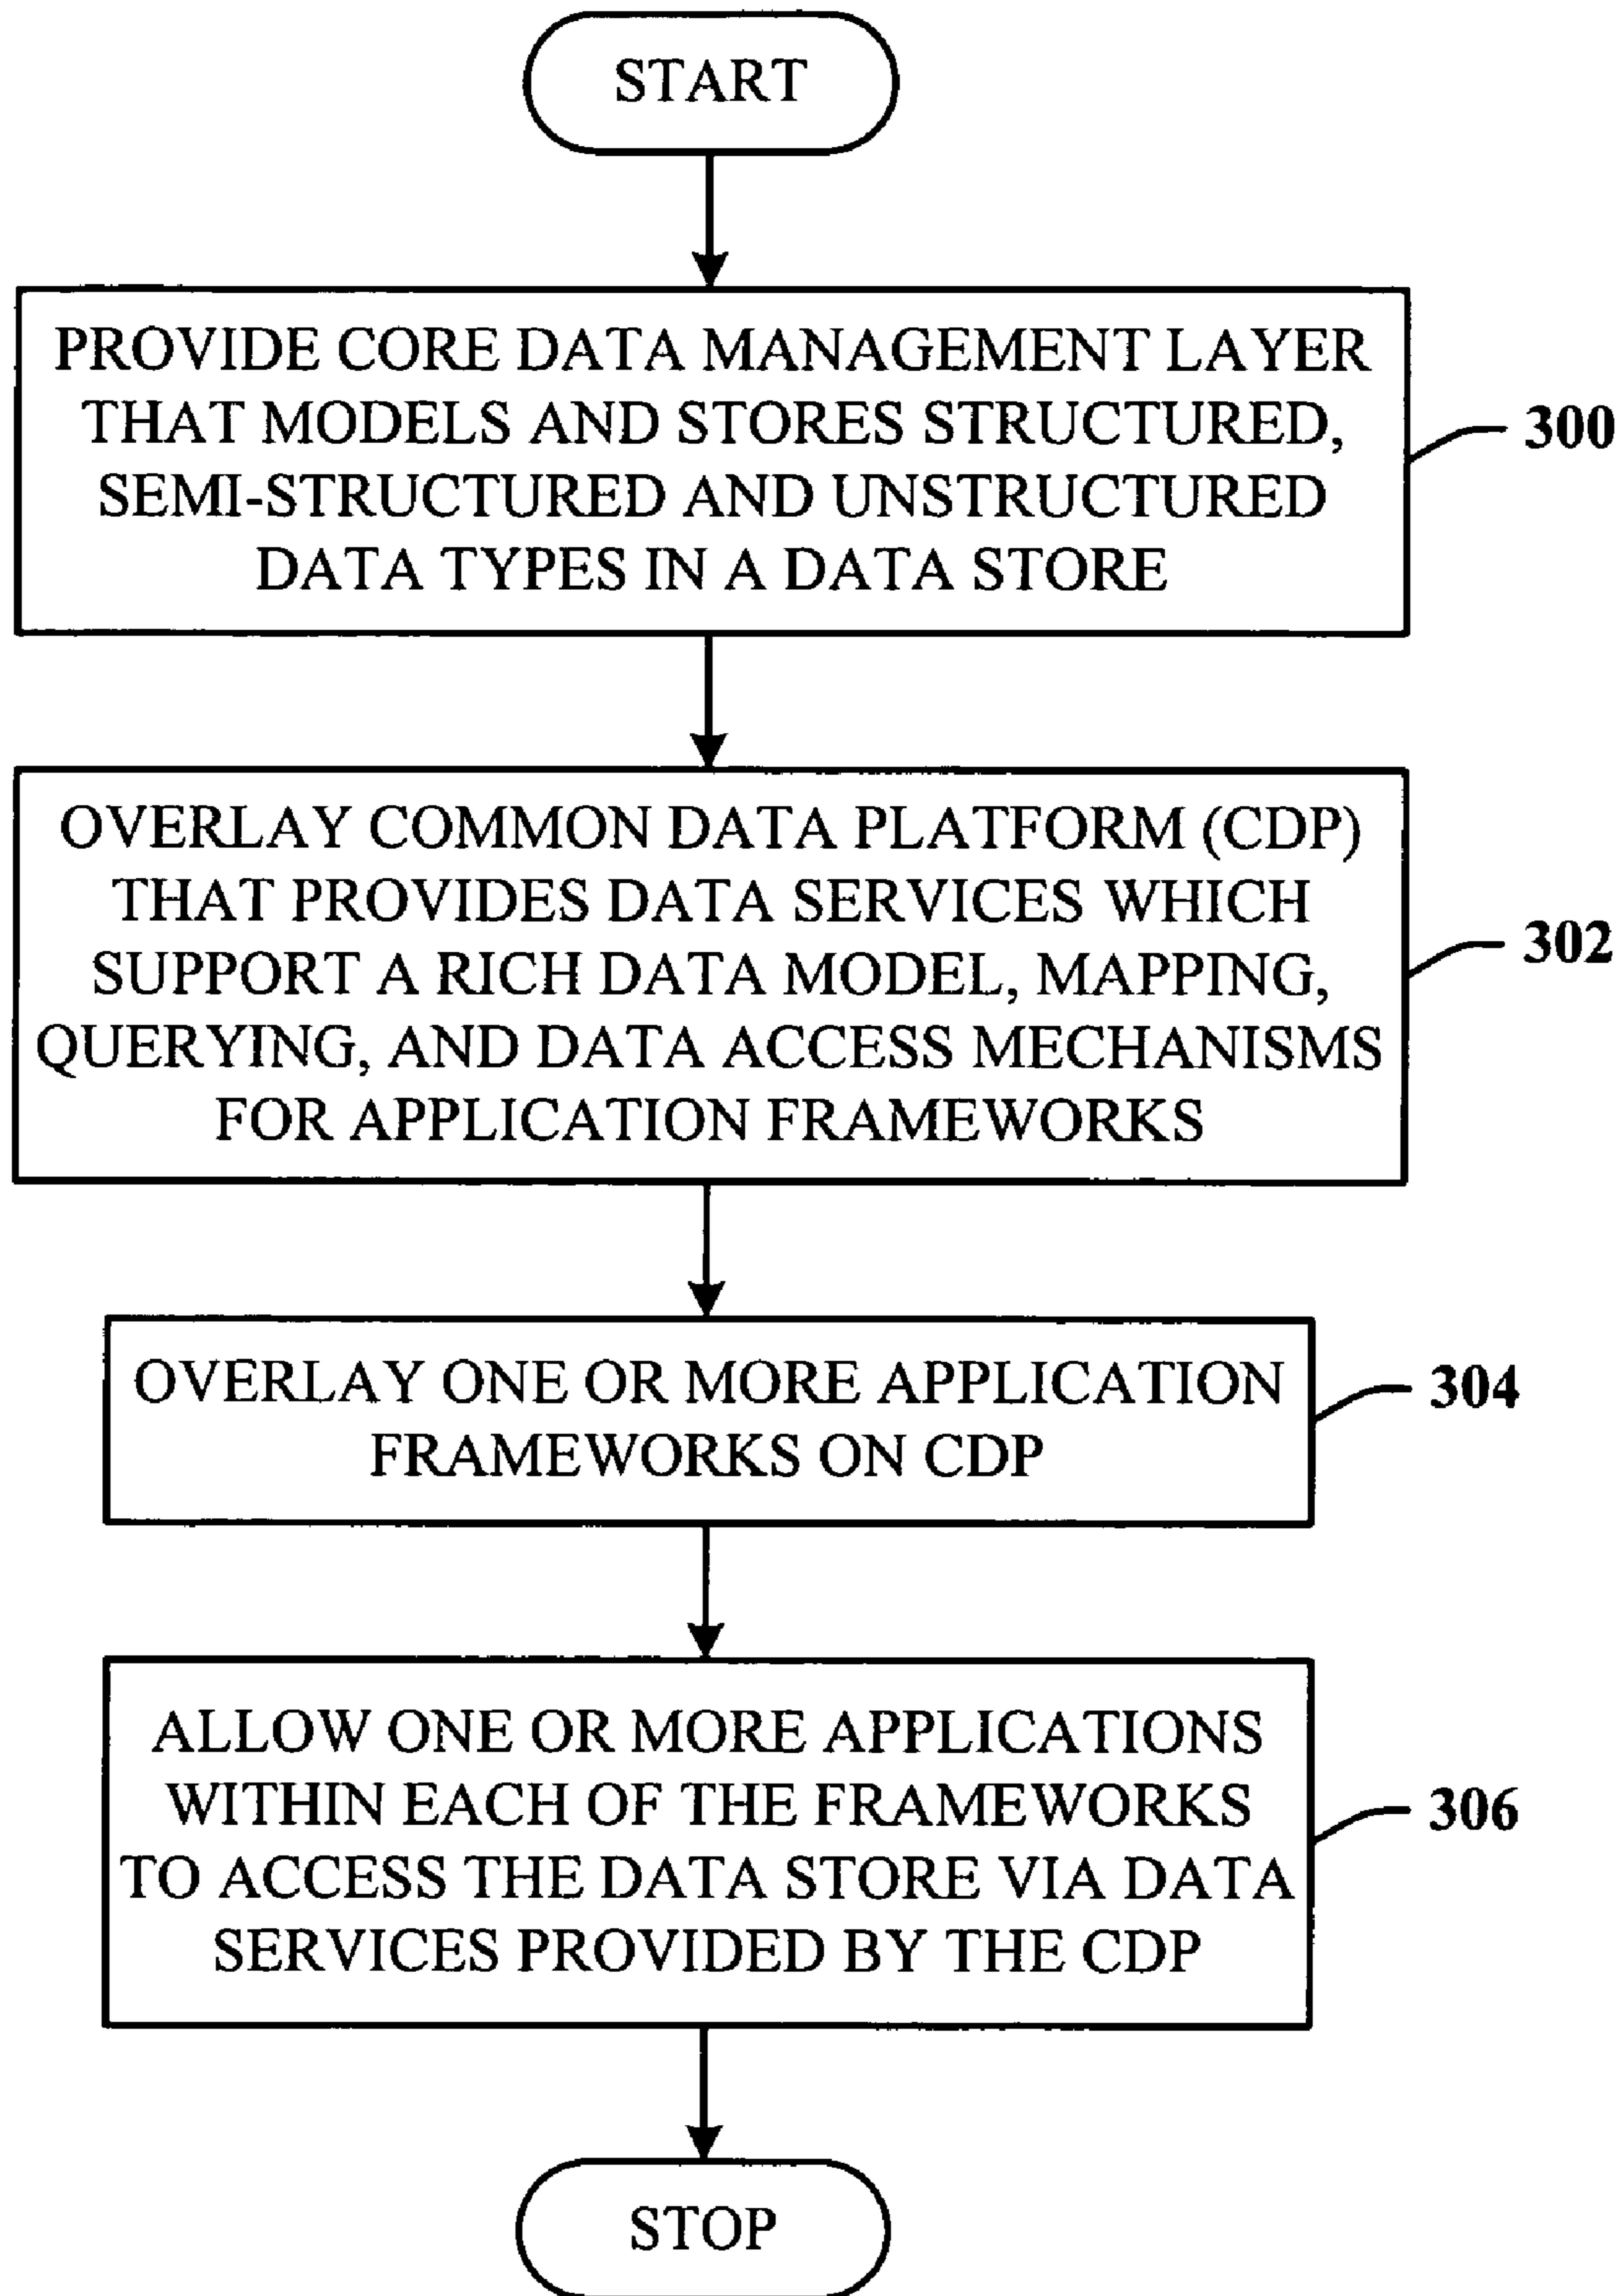 START
PROVIDE CORE DATA MANAGEMENT LAYER
THAT MODELS AND STORES STRUCTURED,
SEMI-STRUCTURED AND UNSTRUCTURED
DATA TYPES IN A DATA STORE
300
OVERLAY COMMON DATA PLATFORM (CDP)
THAT PROVIDES DATA SERVICES WHICH
SUPPORT A RICH DATA MODEL, MAPPING,
QUERYING, AND DATA ACCESS MECHANISMS
FOR APPLICATION FRAMEWORKS
302
OVERLAY ONE OR MORE APPLICATION
FRAMEWORKS ON CDP
304
ALLOW ONE OR MORE APPLICATIONS
WITHIN EACH OF THE FRAMEWORKS
TO ACCESS THE DATA STORE VIA DATA
SERVICES PROVIDED BY THE CDP
306
STOP